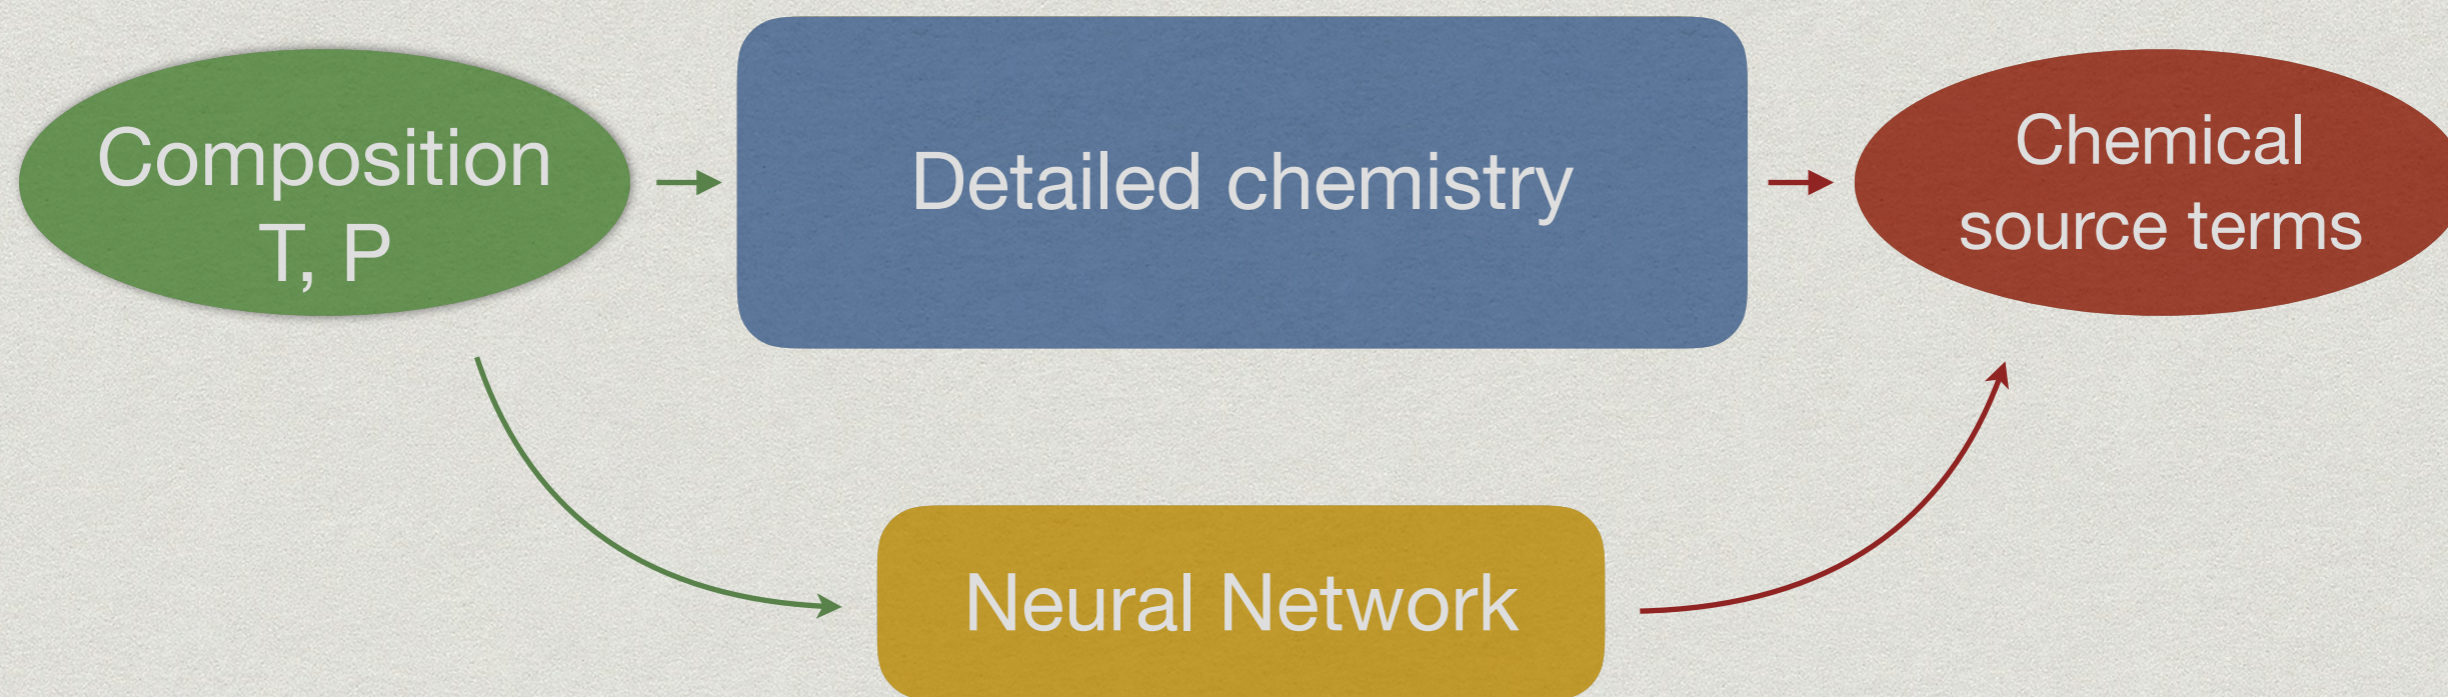 Composition
T, P
Detailed chemistry
Chemical
source terms
Neural Network